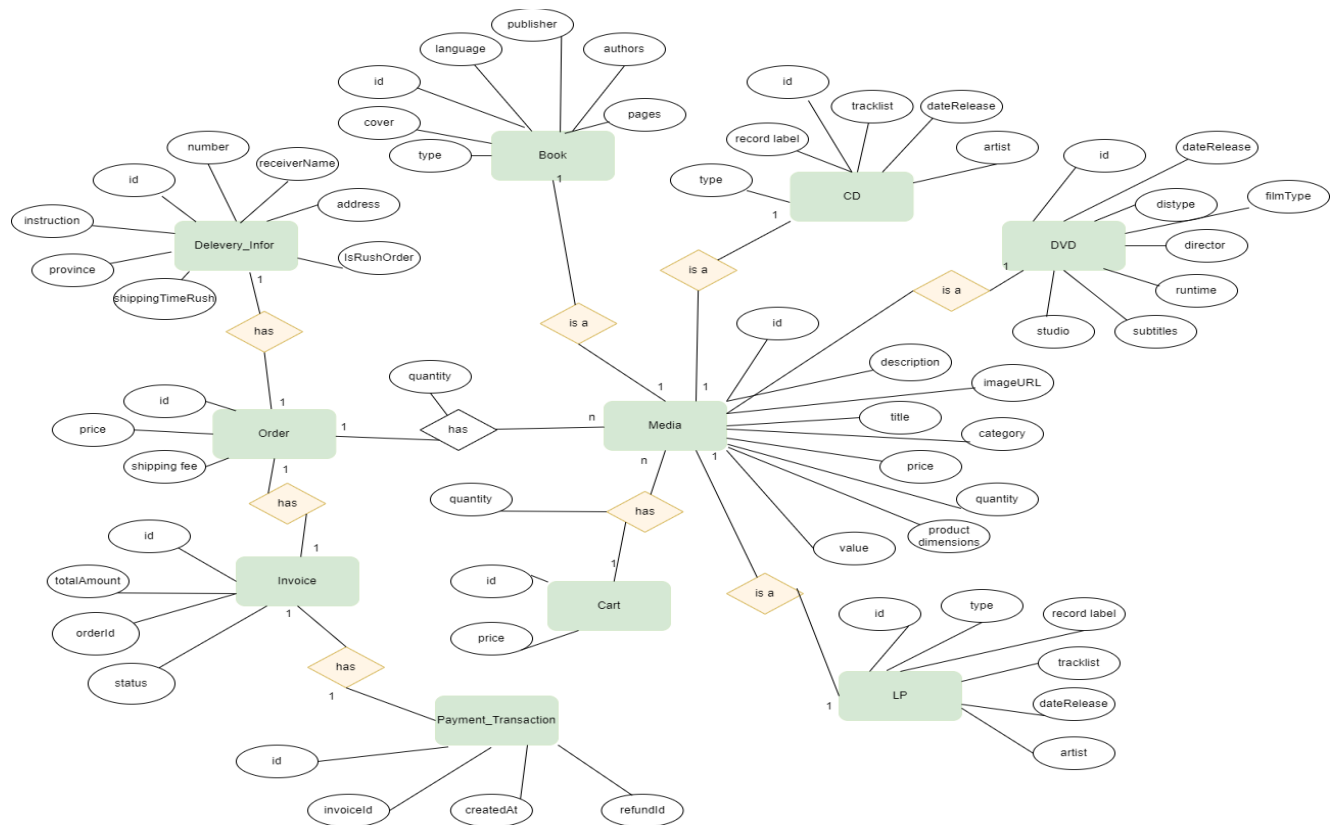 publisher
language
authors
id
id
tracklist
dateRelease
cover
pages
record label
number
type
Book
artist
dateRelease
id
receiverName
id
1
type
CD
filmType
address
distype
instruction
1
Delevery_Infor
DVD
director
province
IsRushOrder
is a
1
1
shippingTimeRush
is a
runtime
has
is a
id
studio
subtitles
description
quantity
imageURL
id
1
1
1
price
Order
1
has
n
Media
title
category
shipping fee
1
n
1
price
has
quantity
has
quantity
id
product
dimensions
value
1
1
id
totalAmount
Invoice
is a
Cart
1
orderId
price
id
type
record label
has
status
tracklist
1
LP
1
dateRelease
Payment_Transaction
artist
id
invoiceId
createdAt
refundId